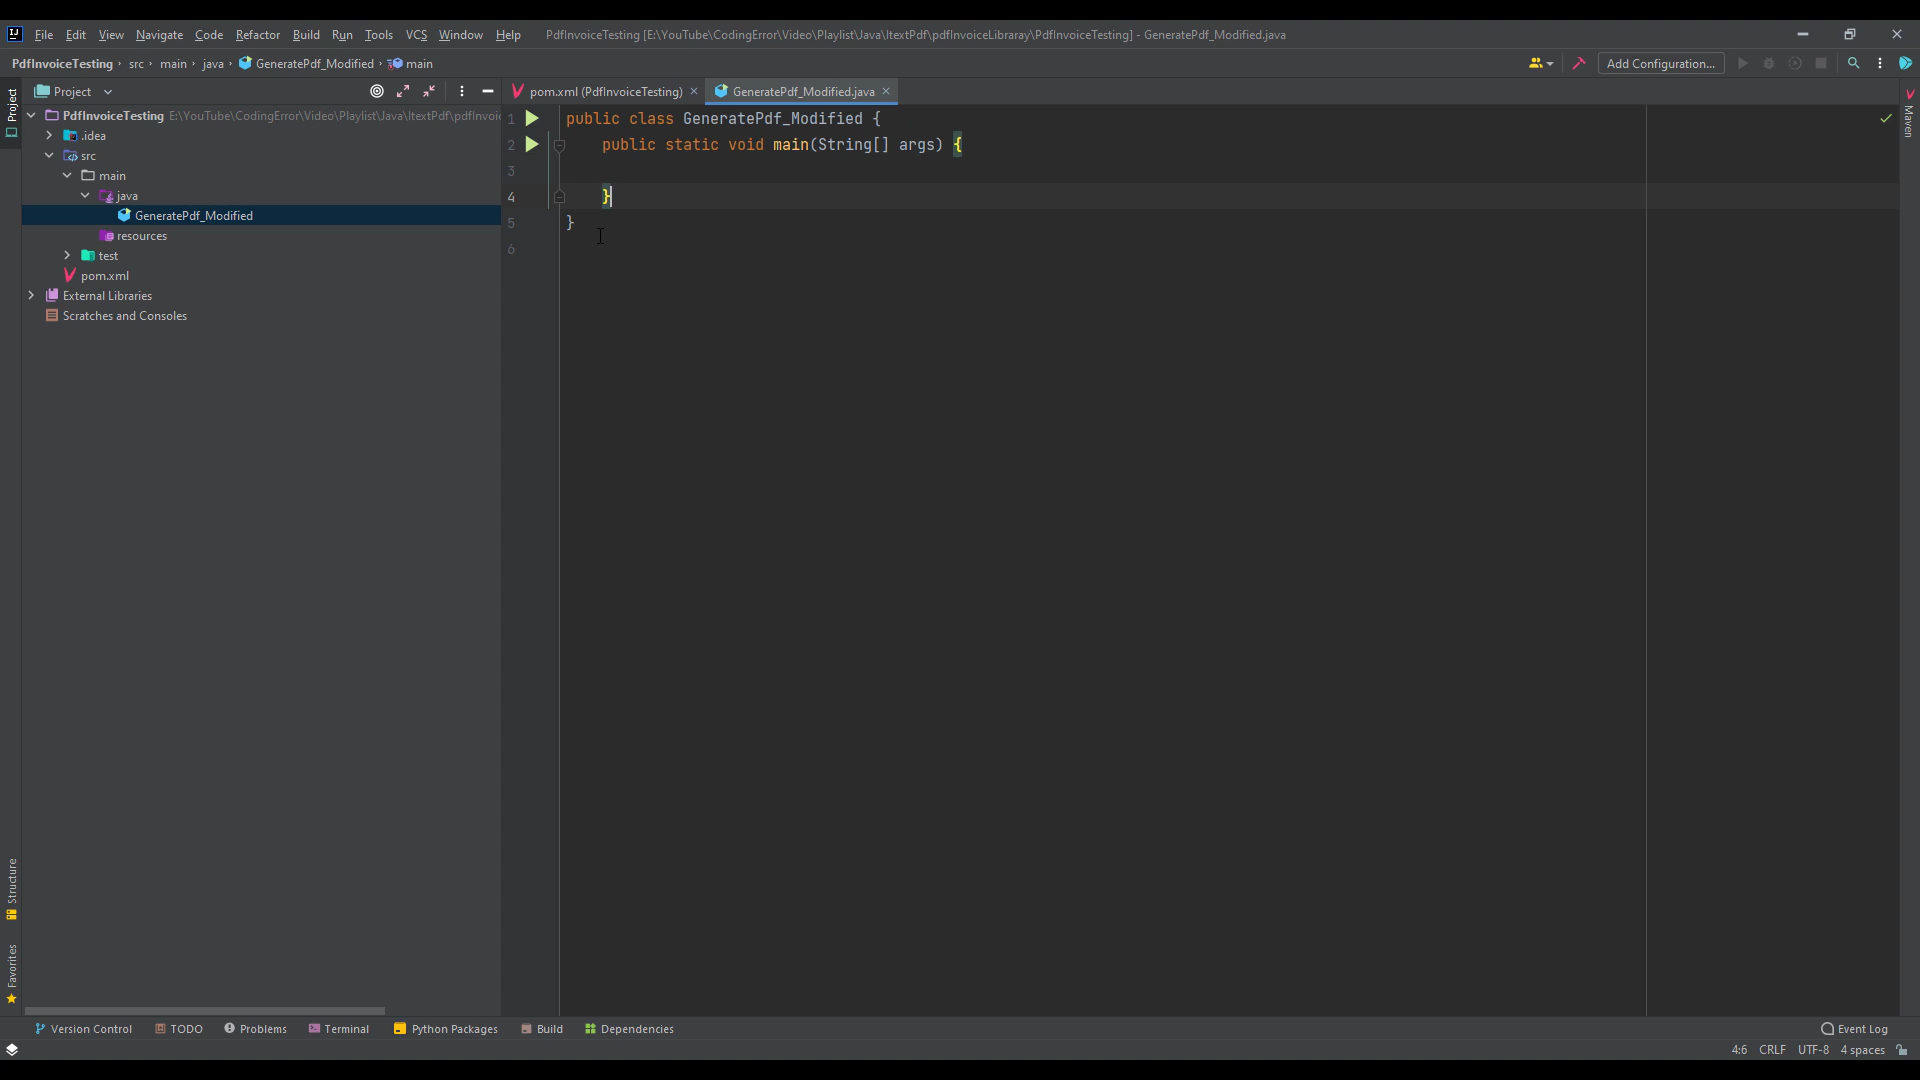 File Edit View Navigate Code Refactor Build Run Tools VCS Window Help PdfInvoiceTesting [E:\YouTube\CodingError\Video\Playlist\Java\ItextPdf\pdfInvoiceLibraray\PdfInvoiceTesting] - GeneratePdf_Modified.java
PdfInvoiceTesting src main java GeneratePdf_Modified main Add Configuration...
Project pom.xml (PdfInvoiceTesting) GeneratePdf_Modified.java
Project
Maven
PdfInvoiceTesting E:\YouTube\CodingError\Video\Playlist\Java\ItextPdf\pdfInvoic
.idea
src
main
java
GeneratePdf_Modified
resources
test
pom.xml
External Libraries
Scratches and Consoles
1 public class GeneratePdf_Modified {
2 public static void main(String[] args) {
3
4 }
5 }
6
Structure
Favorites
Version Control TODO Problems Terminal Python Packages Build Dependencies Event Log
4:6 CRLF UTF-8 4 spaces